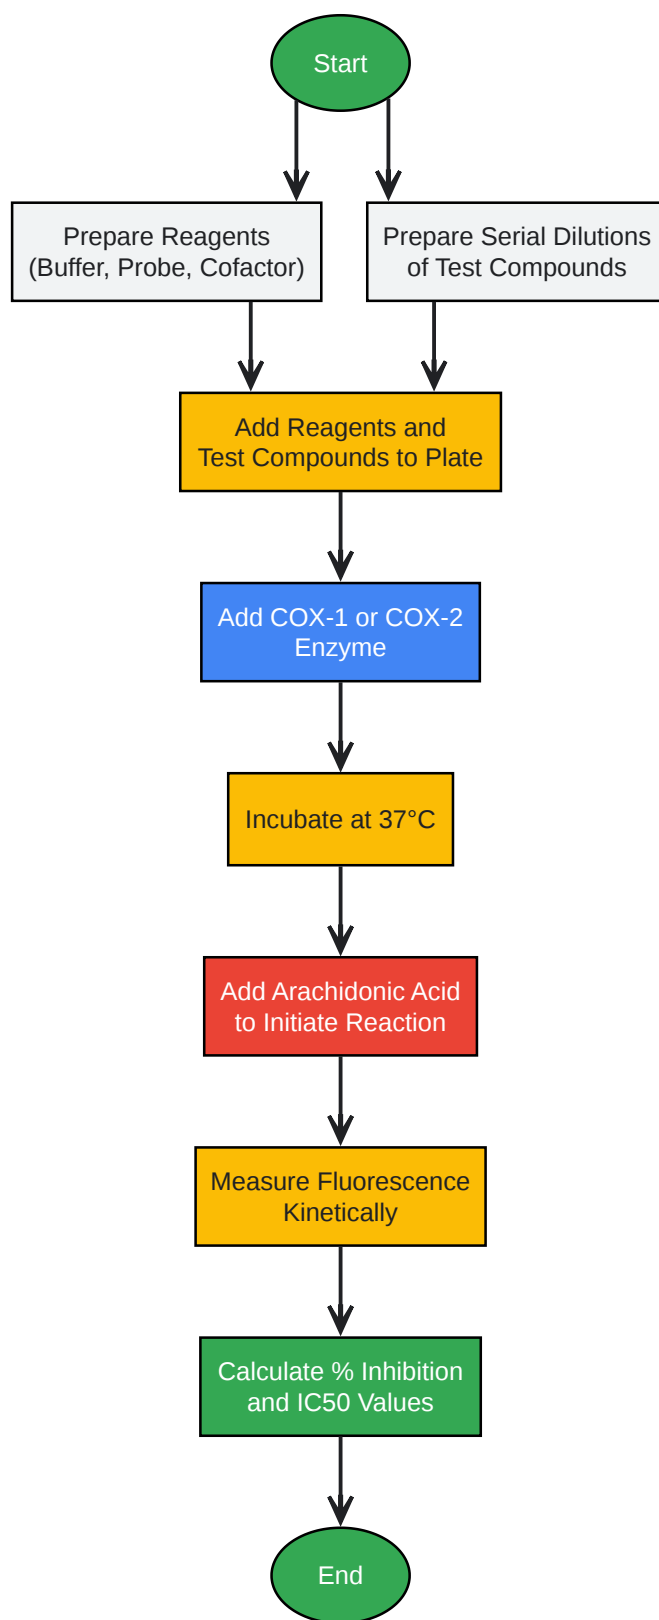 Start
Prepare Reagents
(Buffer, Probe, Cofactor)
Prepare Serial Dilutions
of Test Compounds
Add Reagents and
Test Compounds to Plate
Add COX-1 or COX-2
Enzyme
Incubate at 37°C
Add Arachidonic Acid
to Initiate Reaction
Measure Fluorescence
Kinetically
Calculate % Inhibition
and IC50 Values
End